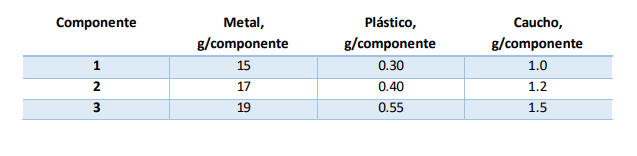 Componente Metal, Plástico, Caucho,
g/componente g/componente g/componente
1 15 0.30 1.0
2 17 0.40 1.2
3 19 0.55 1.5